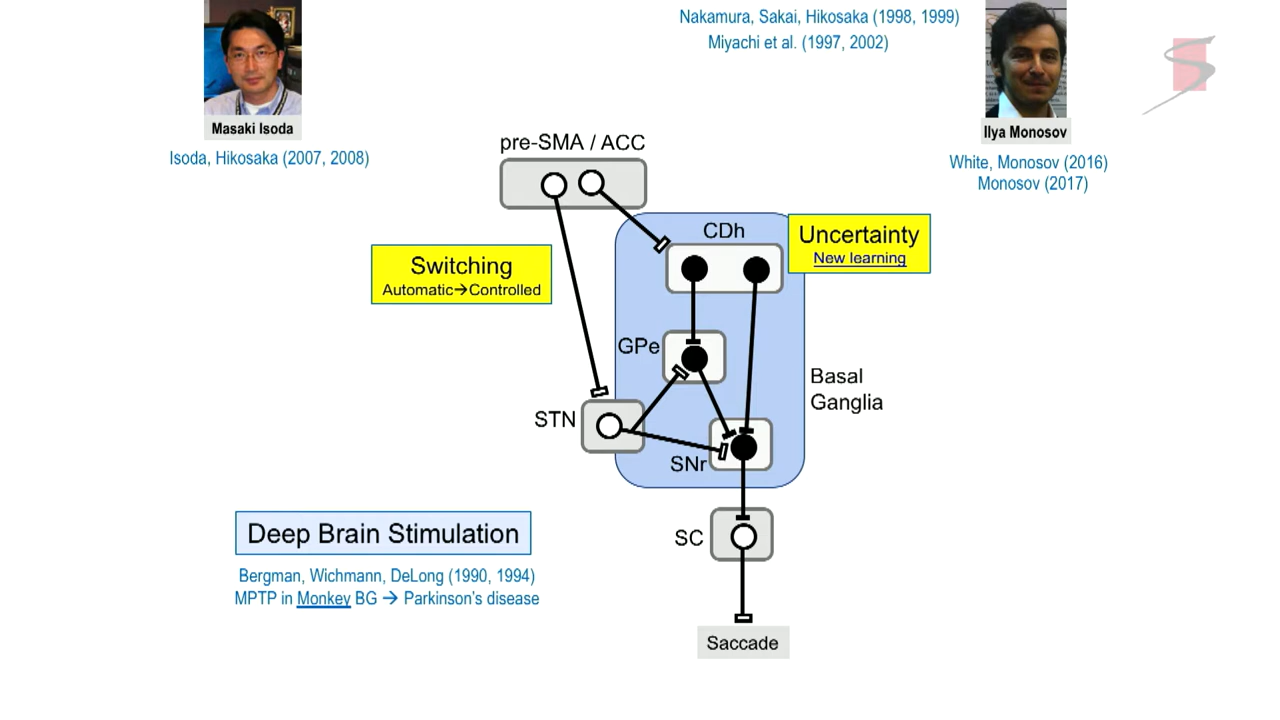 Nakamura, Sakai, Hikosaka (1998, 1999)
Miyachi et al. (1997, 2002)
Masaki Isoda
Isoda, Hikosaka (2007, 2008)
Ilya Monosov
White, Monosov (2016)
Monosov (2017)
pre-SMA / ACC
CDh
Uncertainty
New learning
Switching
Automatic→Controlled
GPe
Basal
Ganglia
STN
SNr
Deep Brain Stimulation
SC
Bergman, Wichmann, DeLong (1990, 1994)
MPTP in Monkey BG → Parkinson's disease
Saccade